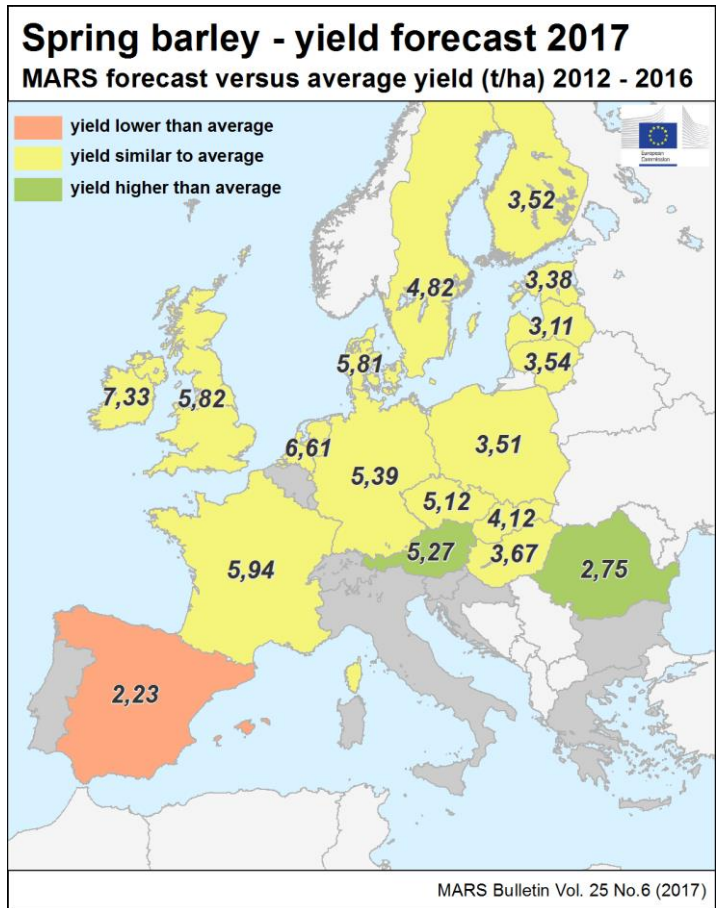 Spring barley - yield forecast 2017
MARS forecast versus average yield (t/ha) 2012 - 2016
yield lower than average
yield similar to average
yield higher than average
European
Commission
3,52
4,82
3,38
3,11
3,54
5,81
7,33
5,82
6,61
3,51
5,39
5,12
4,12
5,27
3,67
5,94
2,75
2,23
MARS Bulletin Vol. 25 No.6 (2017)